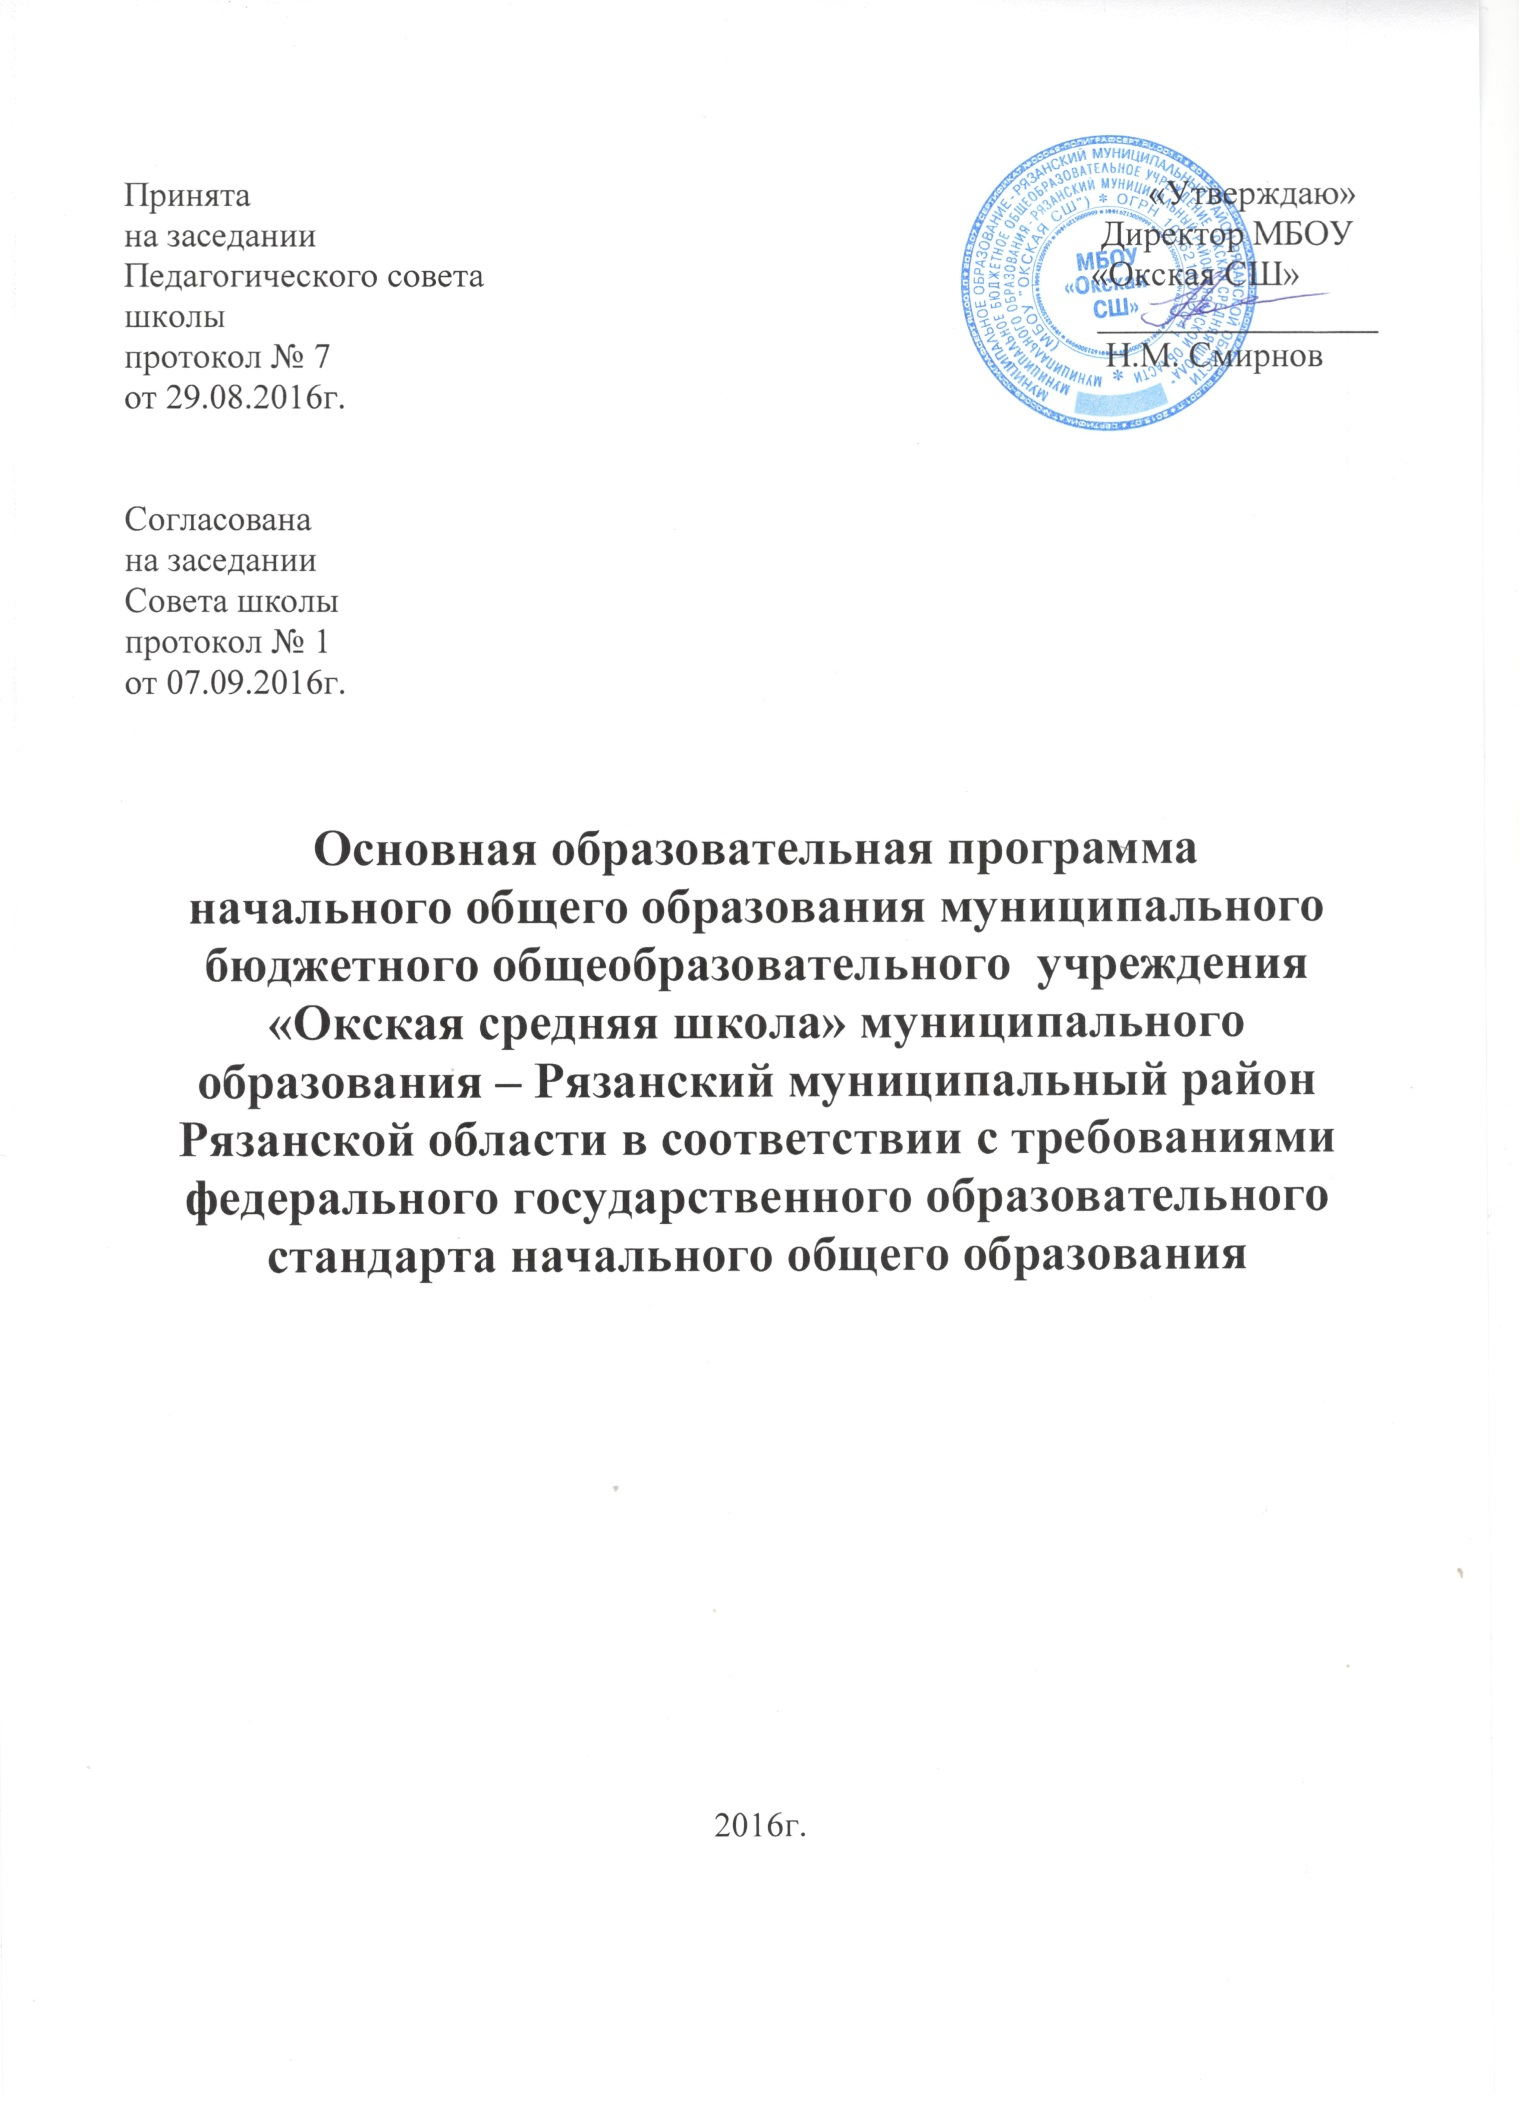 Принята
на заседании
Педагогического совета
школы
протокол № 7
от 29.08.2016г.
«Утверждаю»
Директор МБОУ
«Окская СШ»
Н.М. Смирнов
МБОУ
«Окская
СШ»
Согласована
на заседании
Совета школы
протокол № 1
от 07.09.2016г.
Основная образовательная программа
начального общего образования муниципального
бюджетного общеобразовательного учреждения
«Окская средняя школа» муниципального
образования – Рязанский муниципальный район
Рязанской области в соответствии с требованиями
федерального государственного образовательного
стандарта начального общего образования
2016г.